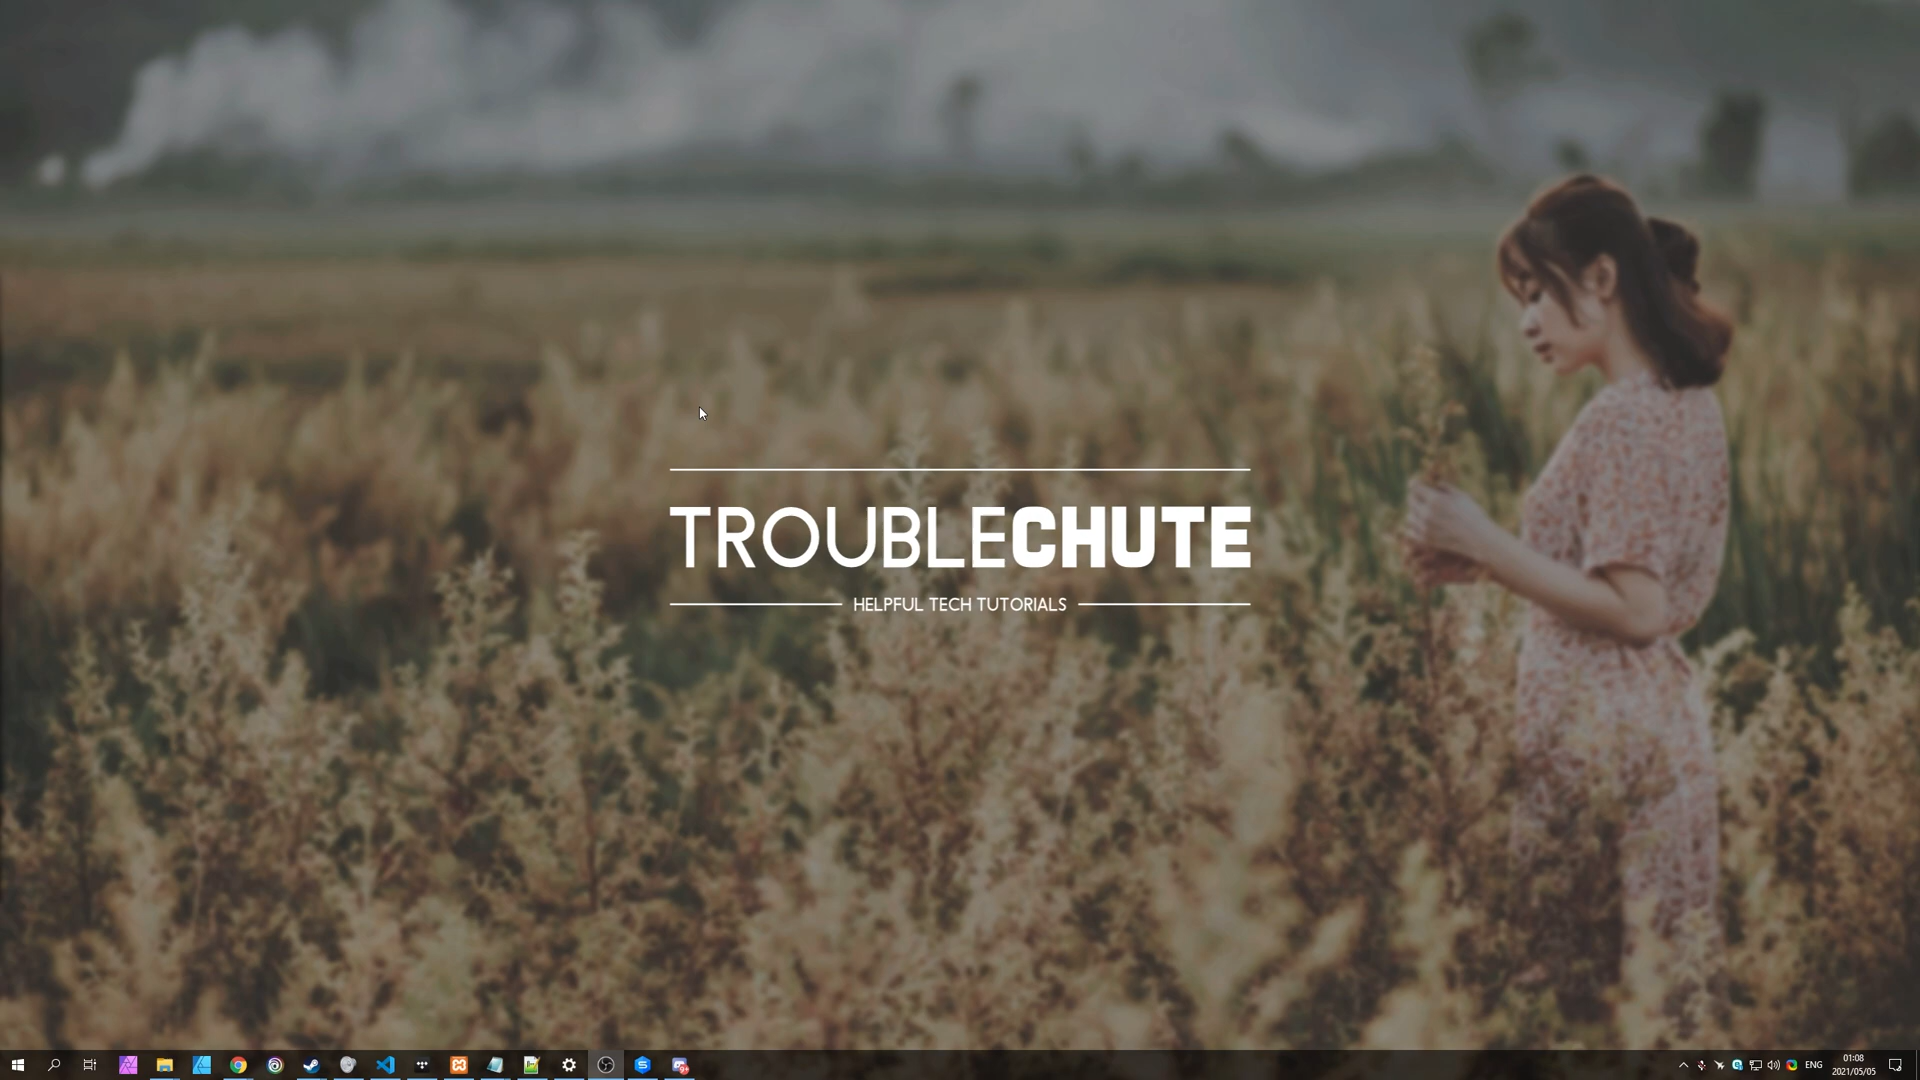 TROUBLECHUTE
HELPFUL TECH TUTORIALS
ENG
01:08
2021/05/05